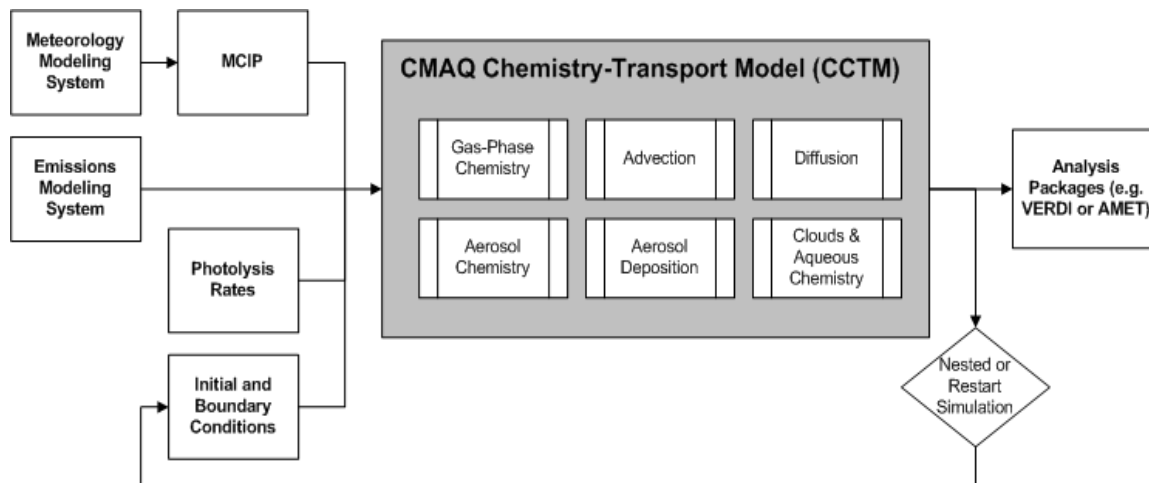 Meteorology
Modeling
System
MCIP
Emissions
Modeling
System
Photolysis
Rates
Initial and
Boundary
Conditions
CMAQ Chemistry-Transport Model (CCTM)
Gas-Phase
Chemistry
Advection
Diffusion
Aerosol
Chemistry
Aerosol
Deposition
Clouds &
Aqueous
Chemistry
Analysis
Packages (e.g.
VERDI or AMET)
Nested or
Restart
Simulation